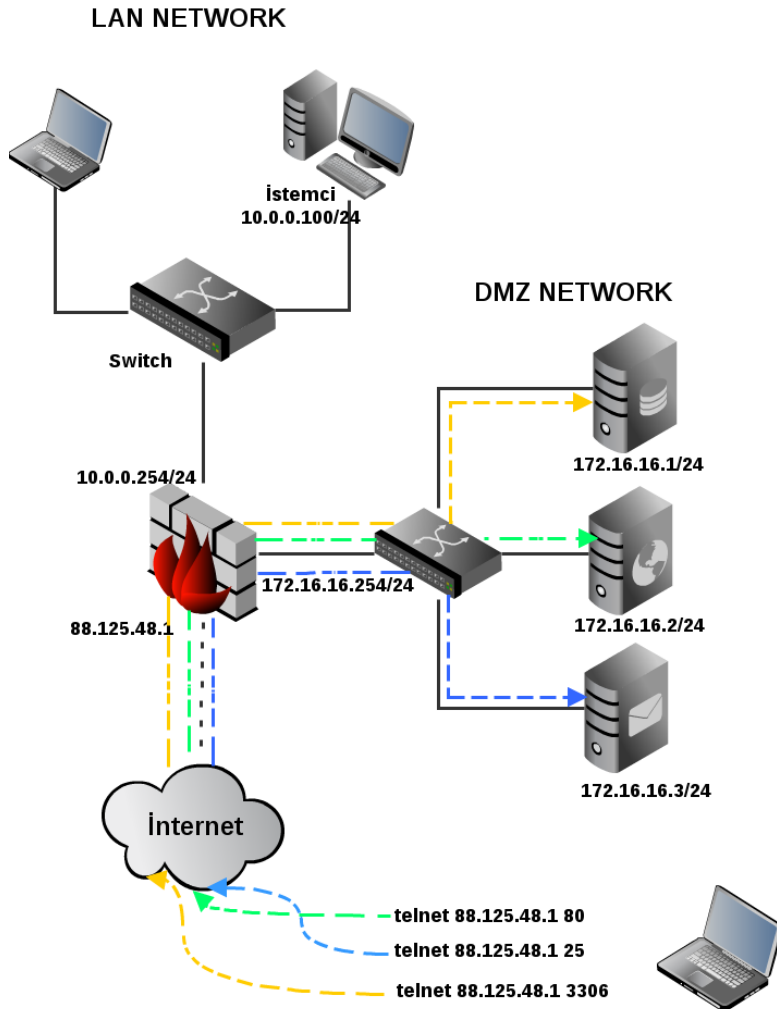 LAN NETWORK
İstemci
10.0.0.100/24
DMZ NETWORK
Switch
172.16.16.1/24
10.0.0.254/24
172.16.16.254/24
88.125.48.1
172.16.16.2/24
172.16.16.3/24
İnternet
telnet 88.125.48.1 80
telnet 88.125.48.1 25
telnet 88.125.48.1 3306